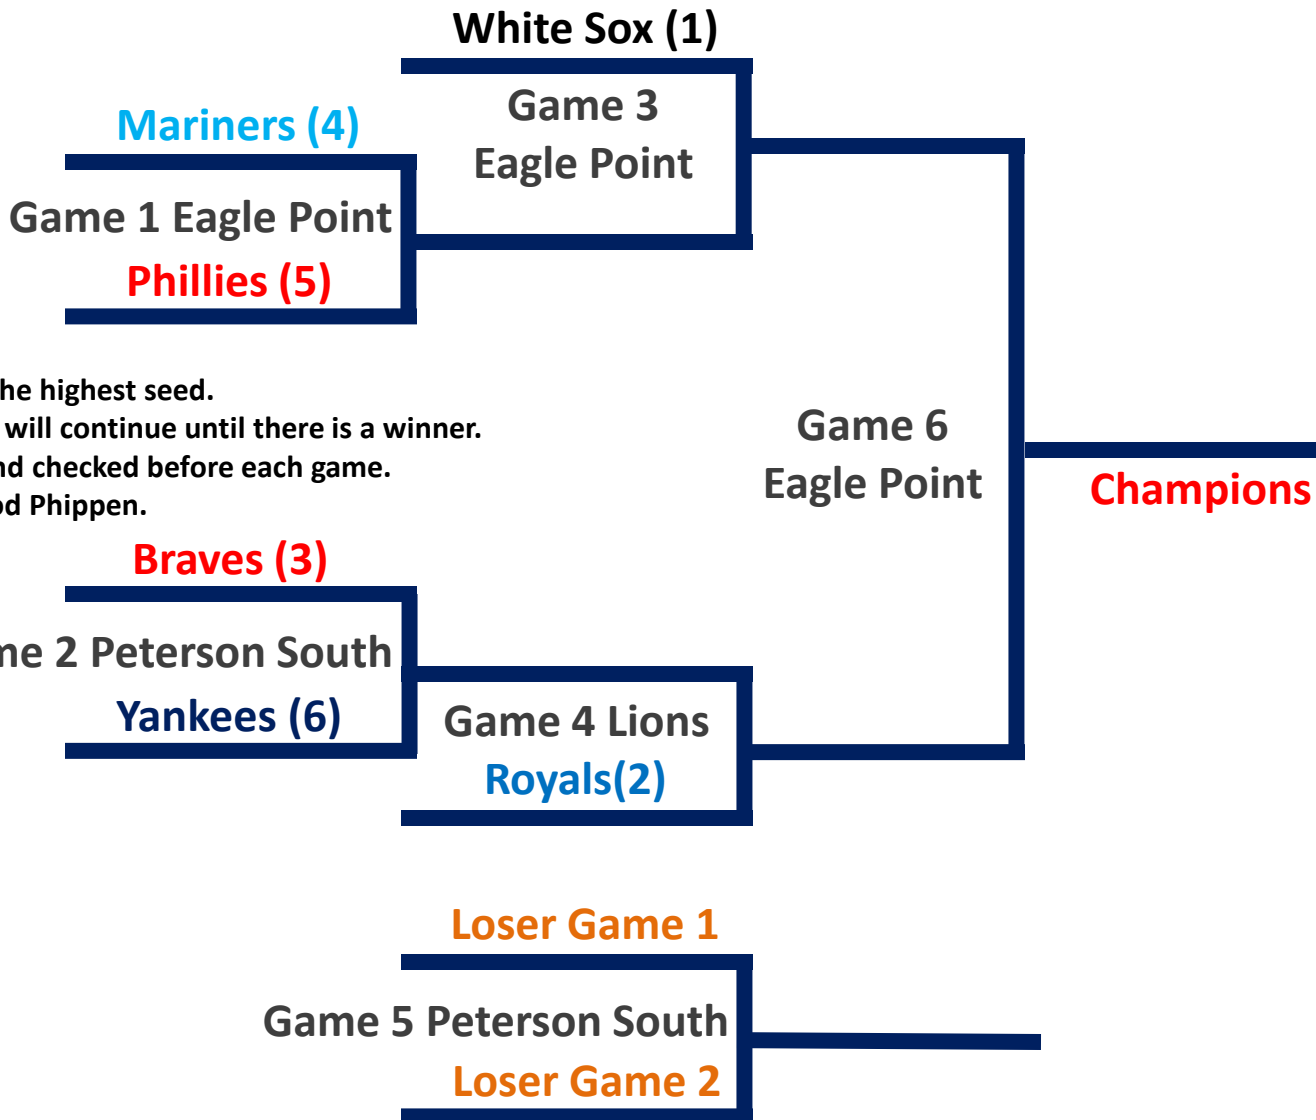 White Sox (1)
Game 3
Eagle Point
Mariners (4)
Game 1 Eagle Point
Phillies (5)
he highest seed.
will continue until there is a winner.
nd checked before each game.
od Phippen.
Game 6
Eagle Point
Champions
Braves (3)
me 2 Peterson South
Yankees (6)
Game 4 Lions
Royals(2)
Loser Game 1
Game 5 Peterson South
Loser Game 2